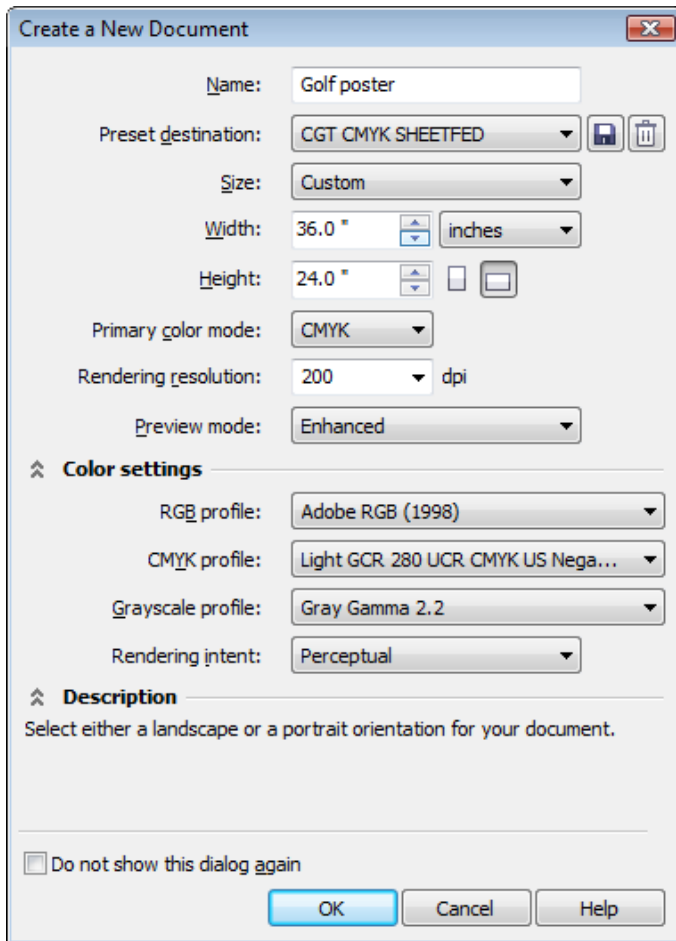 Create a New Document
Name: Golf poster
Preset destination: CGT CMYK SHEETFED
Size: Custom
Width: 36.0 " inches
Height: 24.0 "
Primary color mode: CMYK
Rendering resolution: 200 dpi
Preview mode: Enhanced
Color settings
RGB profile: Adobe RGB (1998)
CMYK profile: Light GCR 280 UCR CMYK US Nega...
Grayscale profile: Gray Gamma 2.2
Rendering intent: Perceptual
Description
Select either a landscape or a portrait orientation for your document.
Do not show this dialog again
OK Cancel Help